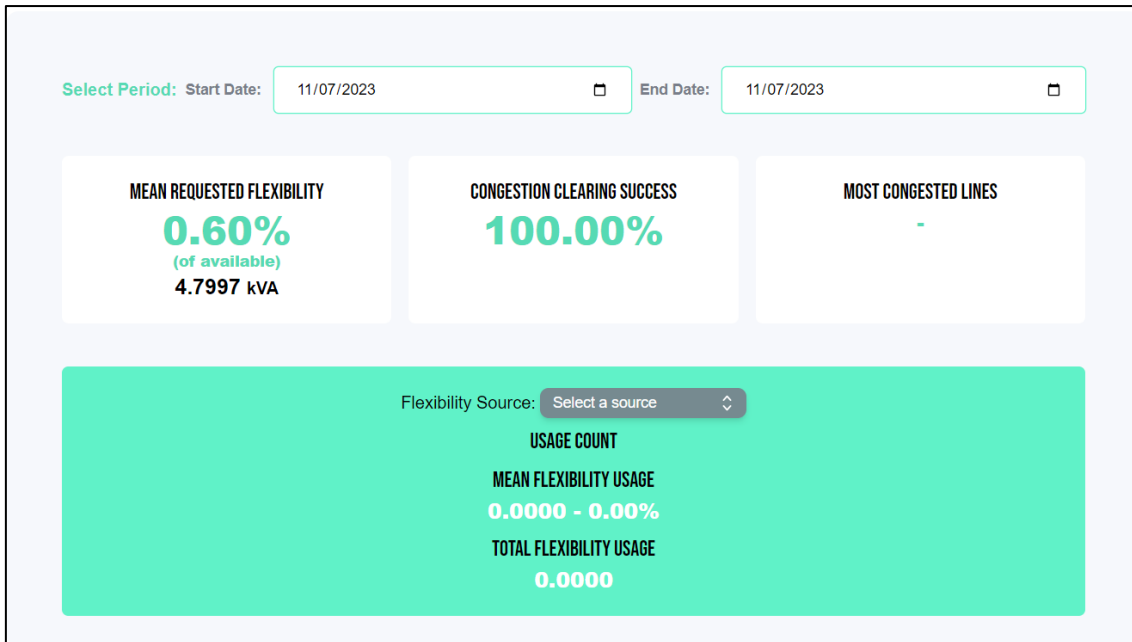 Select Period: Start Date: 11/07/2023 End Date: 11/07/2023
MEAN REQUESTED FLEXIBILITY
0.60%
(of available)
4.7997 kVA
CONGESTION CLEARING SUCCESS
100.00%
MOST CONGESTED LINES
-
Flexibility Source: Select a source
USAGE COUNT
MEAN FLEXIBILITY USAGE
0.0000 - 0.00%
TOTAL FLEXIBILITY USAGE
0.0000